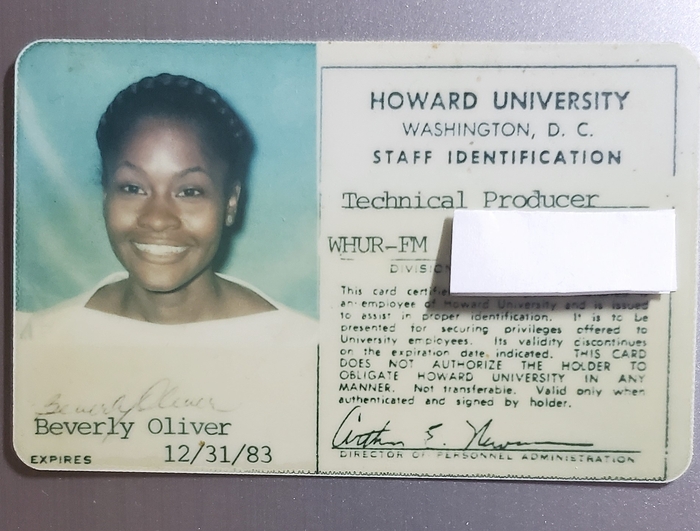 HOWARD UNIVERSITY
WASHINGTON, D. C.
STAFF IDENTIFICATION
Technical Producer
WHUR-FM
DIVISION
This card certifie
an employee of Howard University and is issued
to assist in proper identification. It is to be
presented for securing privileges offered to
University employees. Its validity discontinues
on the expiration date, indicated. THIS CARD
DOES NOT AUTHORIZE THE HOLDER TO
OBLIGATE HOWARD UNIVERSITY IN ANY
MANNER. Not transferable. Valid only when
authenticated and signed by holder.
Arthur E. Newman
DIRECTOR OF PERSONNEL ADMINISTRATION
Beverly Oliver
Beverly Oliver
EXPIRES 12/31/83